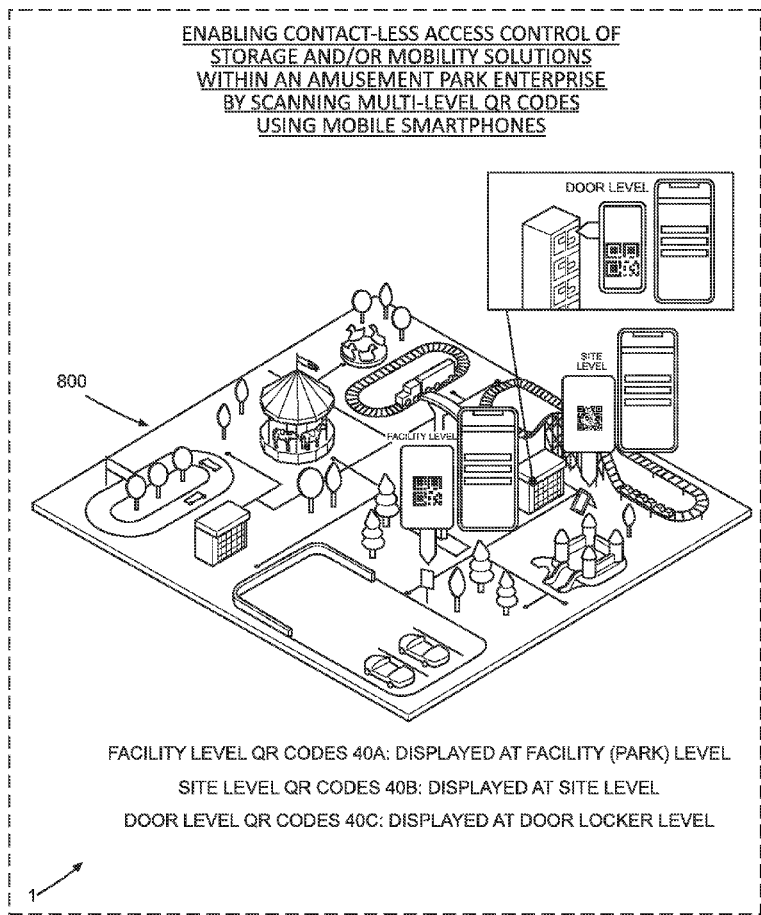 ENABLING CONTACT-LESS ACCESS CONTROL OF
STORAGE AND/OR MOBILITY SOLUTIONS
WITHIN AN AMUSEMENT PARK ENTERPRISE
BY SCANNING MULTI-LEVEL QR CODES
USING MOBILE SMARTPHONES
DOOR LEVEL
SITE
LEVEL
800
FACILITY LEVEL
FACILITY LEVEL QR CODES 40A: DISPLAYED AT FACILITY (PARK) LEVEL
SITE LEVEL QR CODES 40B: DISPLAYED AT SITE LEVEL
DOOR LEVEL QR CODES 40C: DISPLAYED AT DOOR LOCKER LEVEL
1